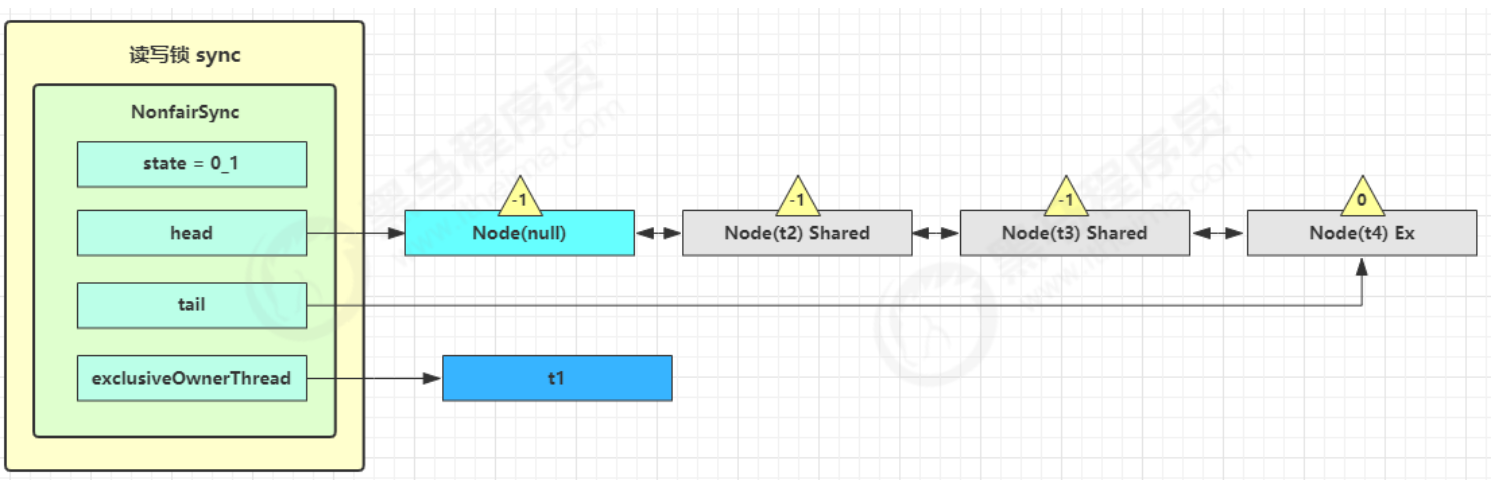 读写锁 sync
NonfairSync
state = 0_1
head
tail
exclusiveOwnerThread
-1
Node(null)
-1
Node(t2) Shared
-1
Node(t3) Shared
0
Node(t4) Ex
t1
黑马程序员
www.itheima.com
黑马程序员
www.itheima.com